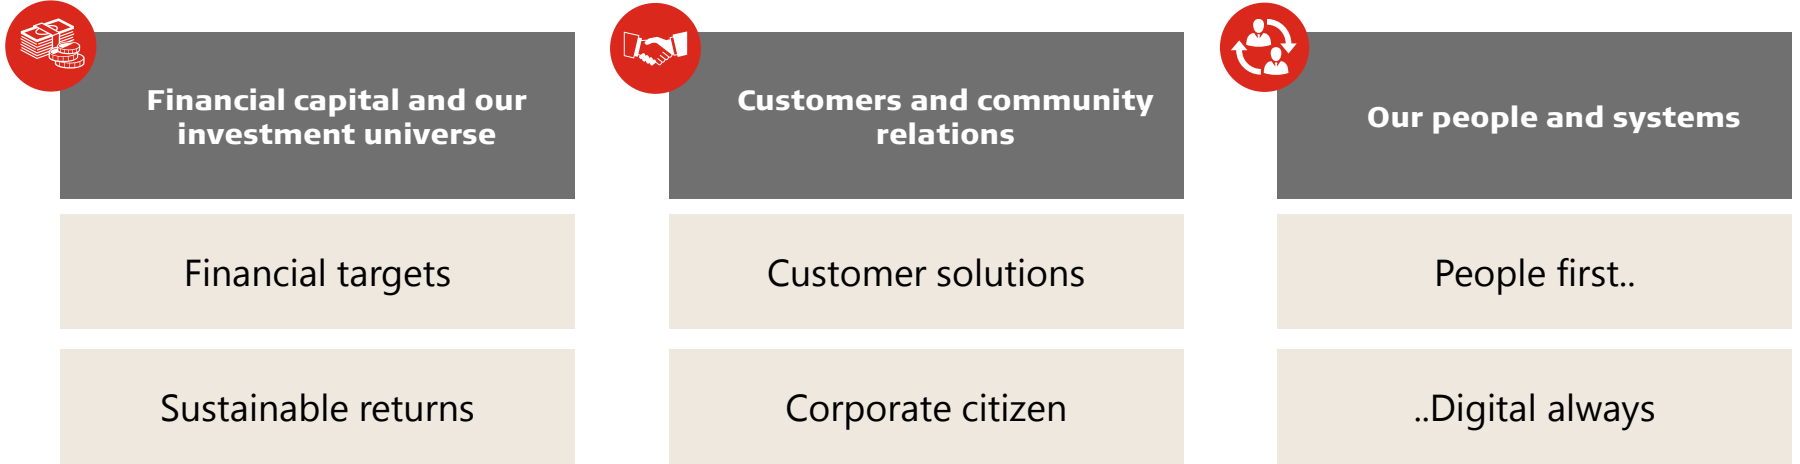 Financial capital and our
investment universe
Financial targets
Sustainable returns
Customers and community
relations
Customer solutions
Corporate citizen
Our people and systems
People first..
..Digital always